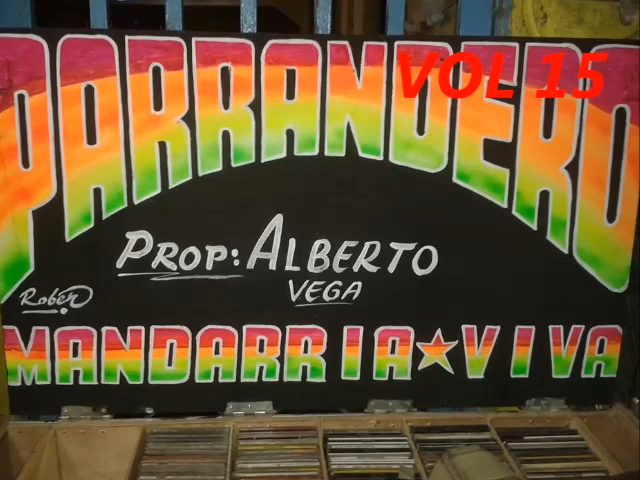 PARRANDERO
VOL 15
PROP: ALBERTO
VEGA
Rober
MANDARRIA★VIVA